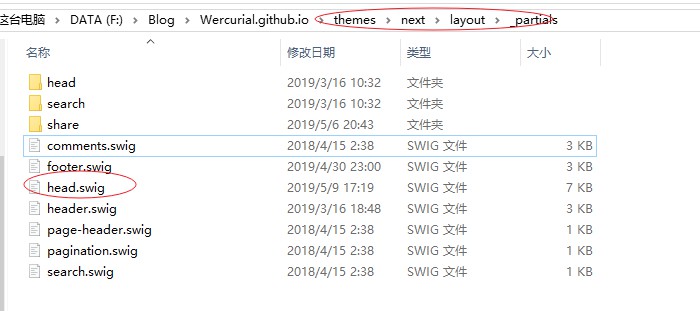 这台电脑 › DATA (F:) › Blog › Wercurial.github.io › themes › next › layout › _partials
名称 修改日期 类型 大小
head 2019/3/16 10:32 文件夹
search 2019/3/16 10:32 文件夹
share 2019/5/6 20:43 文件夹
comments.swig 2018/4/15 2:38 SWIG 文件 3 KB
footer.swig 2019/4/30 23:00 SWIG 文件 3 KB
head.swig 2019/5/9 17:19 SWIG 文件 7 KB
header.swig 2019/3/16 18:48 SWIG 文件 3 KB
page-header.swig 2018/4/15 2:38 SWIG 文件 1 KB
pagination.swig 2018/4/15 2:38 SWIG 文件 1 KB
search.swig 2018/4/15 2:38 SWIG 文件 1 KB